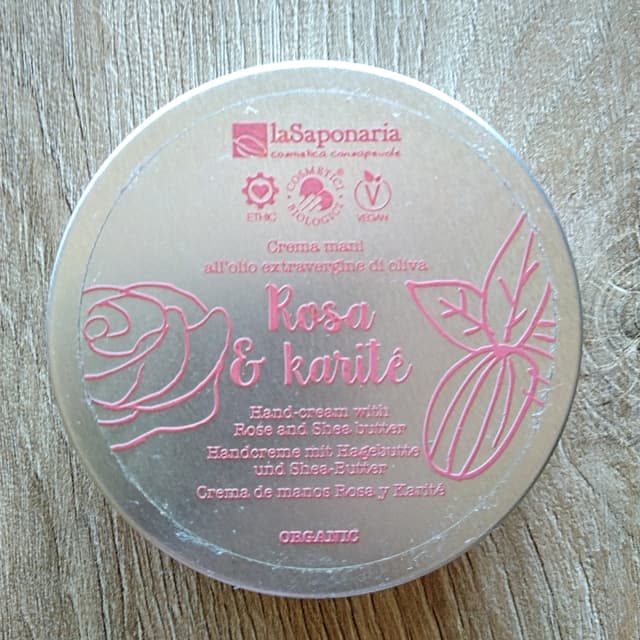 laSaponaria
cosmetica consapevole
ETHIC
COSMETICI BIOLOGICI
VEGAN
Crema mani
all'olio extravergine di oliva
Rosa
& karitè
Hand-cream with
Rose and Shea butter
Handcreme mit Hagebutte
und Shea-Butter
Crema de manos Rosa y Karité
ORGANIC